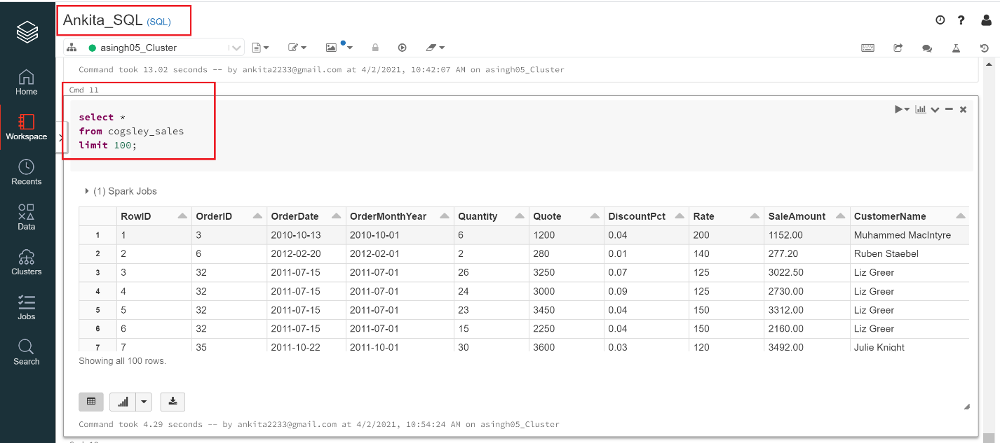 Ankita_SQL (SQL)
asingh05_Cluster
Home
Workspace
Recents
Data
Clusters
Jobs
Search
Command took 13.02 seconds -- by ankita2233@gmail.com at 4/2/2021, 10:42:07 AM on asingh05_Cluster
Cmd 11
select *
from cogsley_sales
limit 100;
(1) Spark Jobs
RowID OrderID OrderDate OrderMonthYear Quantity Quote DiscountPct Rate SaleAmount CustomerName
1 1 3 2010-10-13 2010-10-01 6 1200 0.04 200 1152.00 Muhammed MacIntyre
2 2 6 2012-02-20 2012-02-01 2 280 0.01 140 277.20 Ruben Staebel
3 3 32 2011-07-15 2011-07-01 26 3250 0.07 125 3022.50 Liz Greer
4 4 32 2011-07-15 2011-07-01 24 3000 0.09 125 2730.00 Liz Greer
5 5 32 2011-07-15 2011-07-01 23 3450 0.04 150 3312.00 Liz Greer
6 6 32 2011-07-15 2011-07-01 15 2250 0.04 150 2160.00 Liz Greer
7 7 35 2011-10-22 2011-10-01 30 3600 0.03 120 3492.00 Julie Knight
Showing all 100 rows.
Command took 4.29 seconds -- by ankita2233@gmail.com at 4/2/2021, 10:54:24 AM on asingh05_Cluster